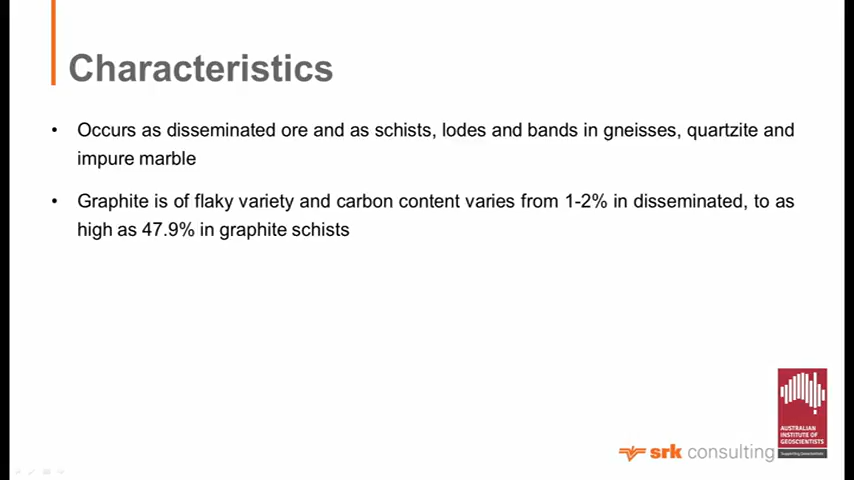 Characteristics
• Occurs as disseminated ore and as schists, lodes and bands in gneisses, quartzite and
impure marble
• Graphite is of flaky variety and carbon content varies from 1-2% in disseminated, to as
high as 47.9% in graphite schists
AUSTRALIAN
INSTITUTE OF
GEOSCIENTISTS
Supporting Geoscientists
srk consulting